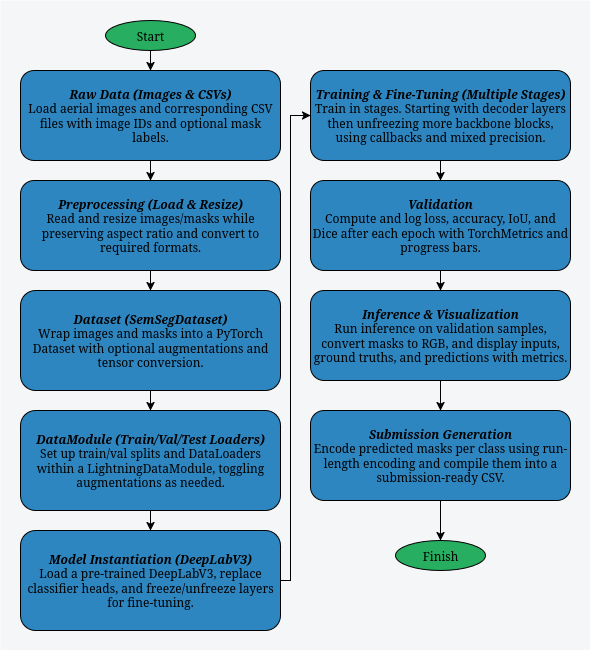 Start
Raw Data (Images & CSVs)
Load aerial images and corresponding CSV
files with image IDs and optional mask
labels.
Preprocessing (Load & Resize)
Read and resize images/masks while
preserving aspect ratio and convert to
required formats.
Dataset (SemSegDataset)
Wrap images and masks into a PyTorch
Dataset with optional augmentations and
tensor conversion.
DataModule (Train/Val/Test Loaders)
Set up train/val splits and DataLoaders
within a LightningDataModule, toggling
augmentations as needed.
Model Instantiation (DeepLabV3)
Load a pre-trained DeepLabV3, replace
classifier heads, and freeze/unfreeze layers
for fine-tuning.
Training & Fine-Tuning (Multiple Stages)
Train in stages. Starting with decoder layers
then unfreezing more backbone blocks,
using callbacks and mixed precision.
Validation
Compute and log loss, accuracy, IoU, and
Dice after each epoch with TorchMetrics and
progress bars.
Inference & Visualization
Run inference on validation samples,
convert masks to RGB, and display inputs,
ground truths, and predictions with metrics.
Submission Generation
Encode predicted masks per class using run-
length encoding and compile them into a
submission-ready CSV.
Finish